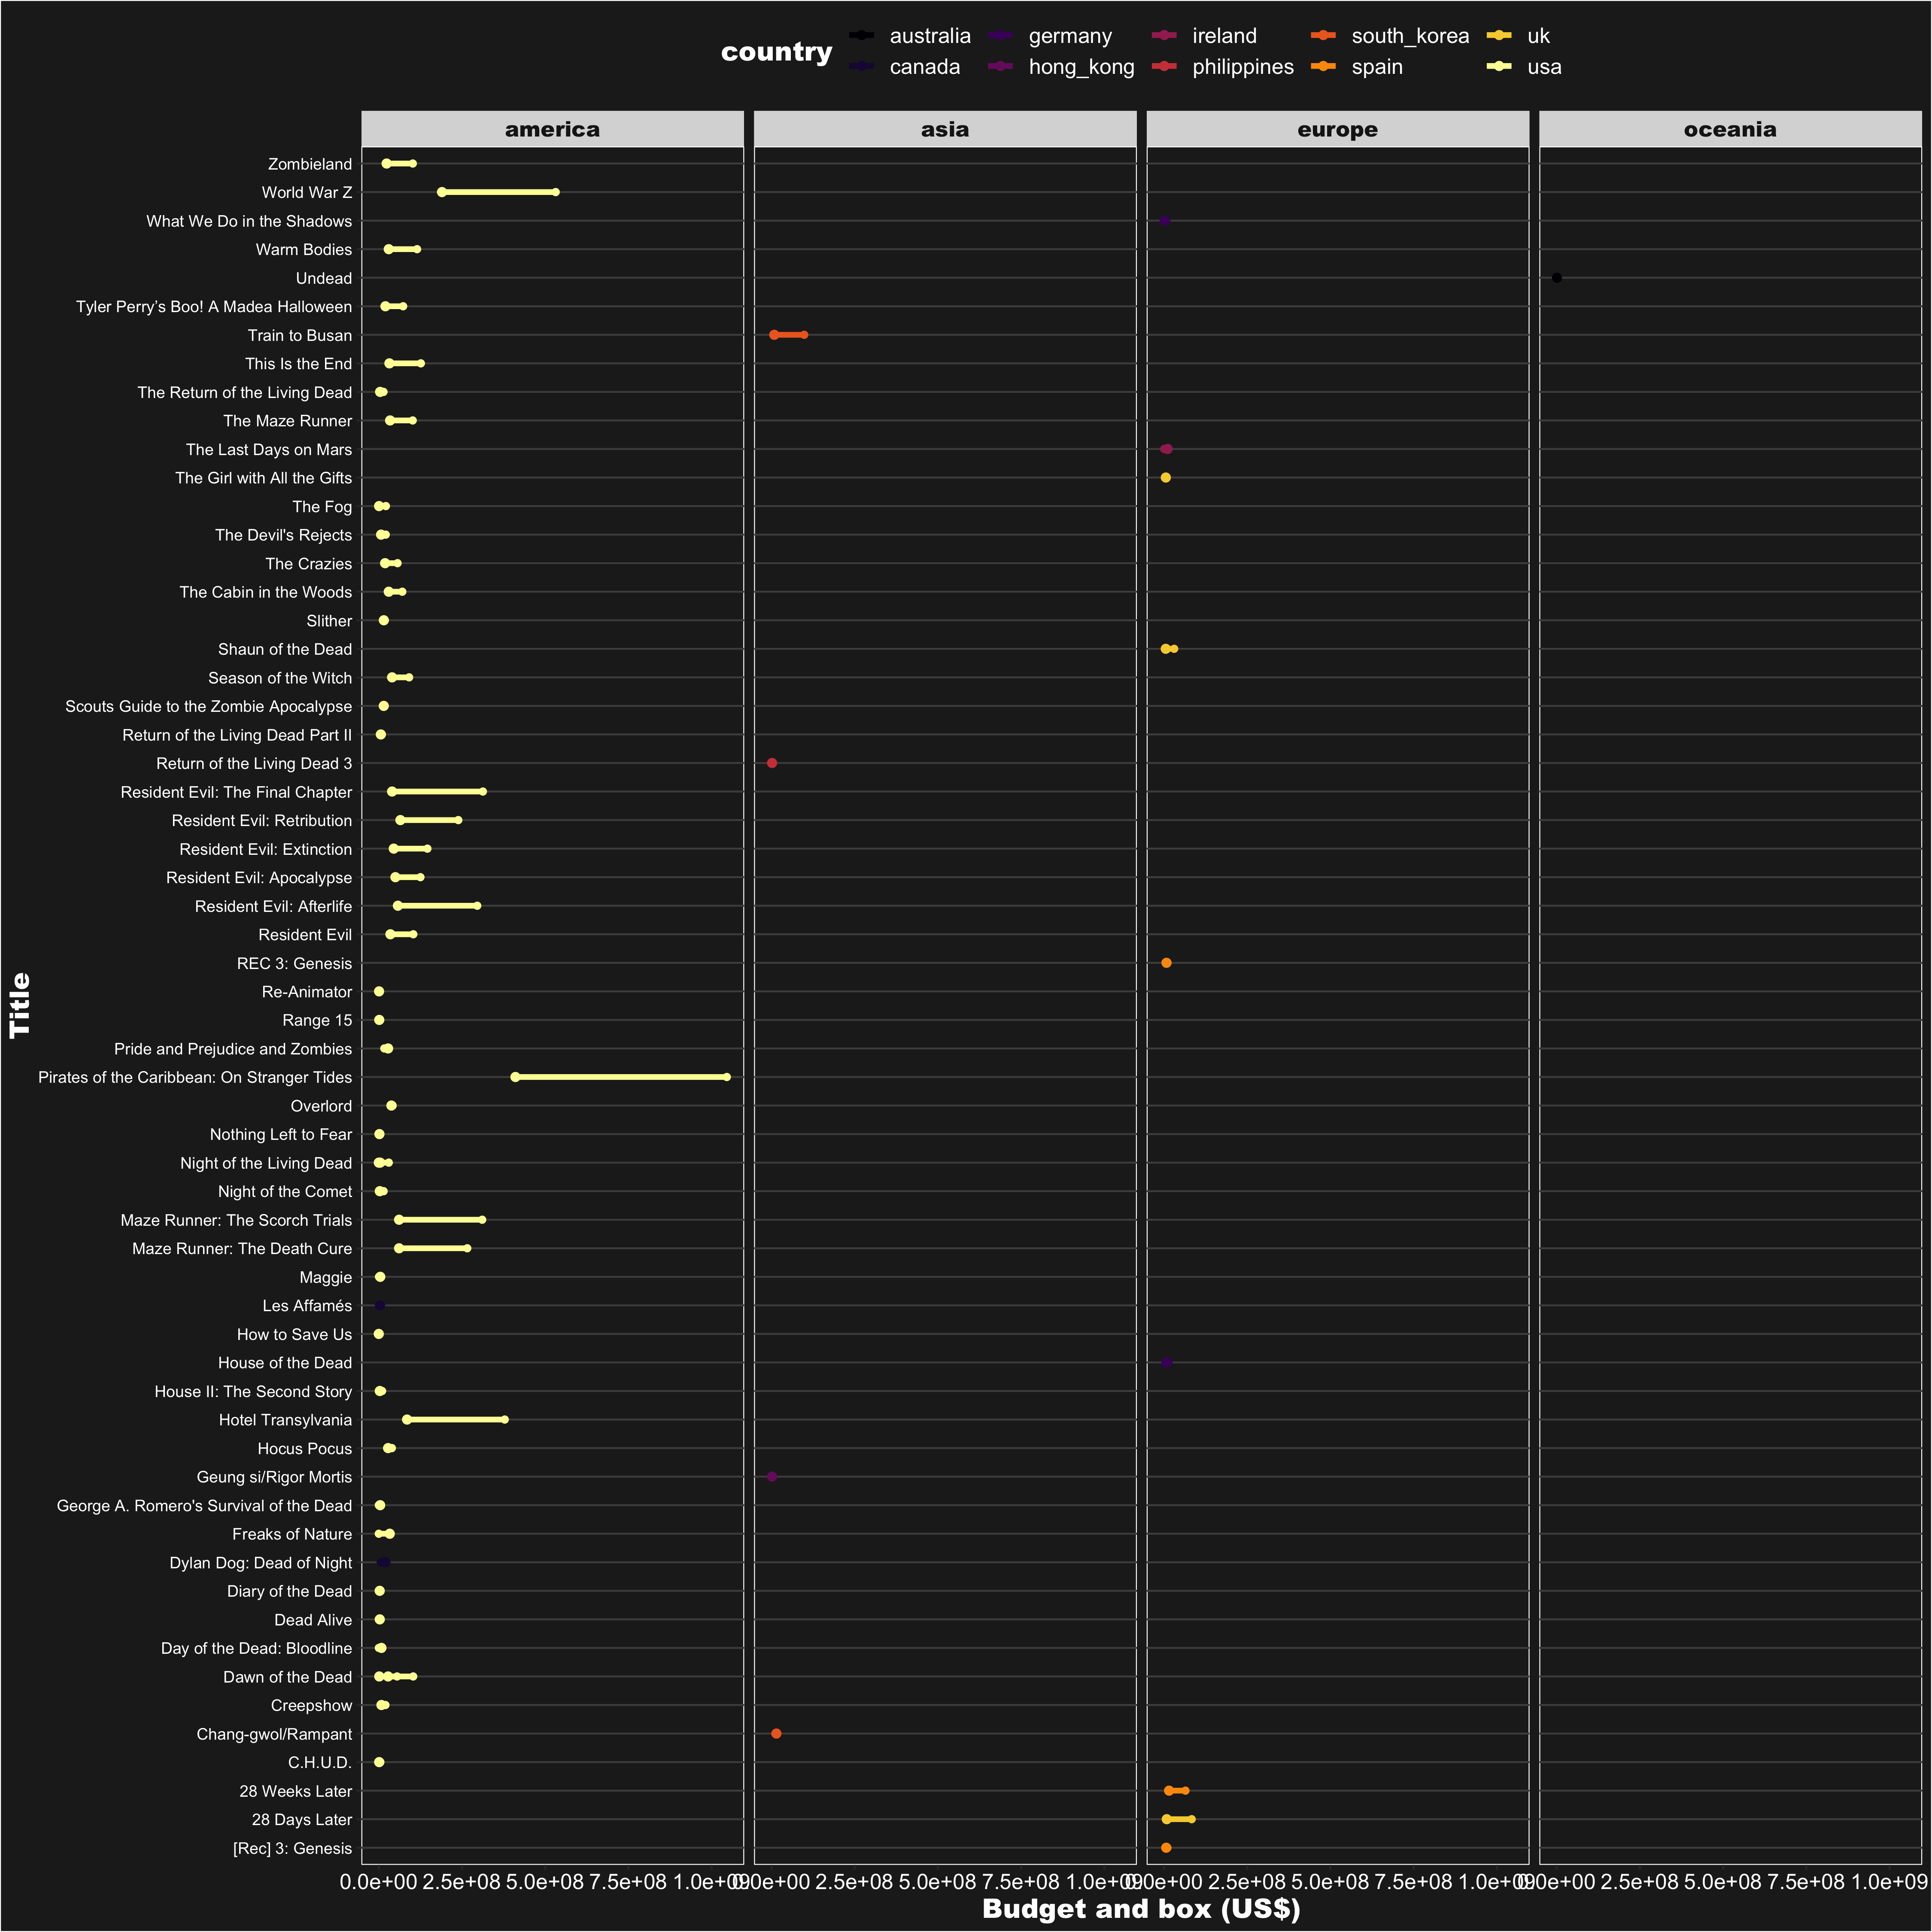 country
australia
germany
ireland
south_korea
uk
canada
hong_kong
philippines
spain
usa
america
asia
europe
oceania
Title
Zombieland
World War Z
What We Do in the Shadows
Warm Bodies
Undead
Tyler Perry’s Boo! A Madea Halloween
Train to Busan
This Is the End
The Return of the Living Dead
The Maze Runner
The Last Days on Mars
The Girl with All the Gifts
The Fog
The Devil's Rejects
The Crazies
The Cabin in the Woods
Slither
Shaun of the Dead
Season of the Witch
Scouts Guide to the Zombie Apocalypse
Return of the Living Dead Part II
Return of the Living Dead 3
Resident Evil: The Final Chapter
Resident Evil: Retribution
Resident Evil: Extinction
Resident Evil: Apocalypse
Resident Evil: Afterlife
Resident Evil
REC 3: Genesis
Re-Animator
Range 15
Pride and Prejudice and Zombies
Pirates of the Caribbean: On Stranger Tides
Overlord
Nothing Left to Fear
Night of the Living Dead
Night of the Comet
Maze Runner: The Scorch Trials
Maze Runner: The Death Cure
Maggie
Les Affamés
How to Save Us
House of the Dead
House II: The Second Story
Hotel Transylvania
Hocus Pocus
Geung si/Rigor Mortis
George A. Romero's Survival of the Dead
Freaks of Nature
Dylan Dog: Dead of Night
Diary of the Dead
Dead Alive
Day of the Dead: Bloodline
Dawn of the Dead
Creepshow
Chang-gwol/Rampant
C.H.U.D.
28 Weeks Later
28 Days Later
[Rec] 3: Genesis
0.0e+00 2.5e+08 5.0e+08 7.5e+08 1.0e+09
0.0e+00 2.5e+08 5.0e+08 7.5e+08 1.0e+09
0.0e+00 2.5e+08 5.0e+08 7.5e+08 1.0e+09
0.0e+00 2.5e+08 5.0e+08 7.5e+08 1.0e+09
Budget and box (US$)